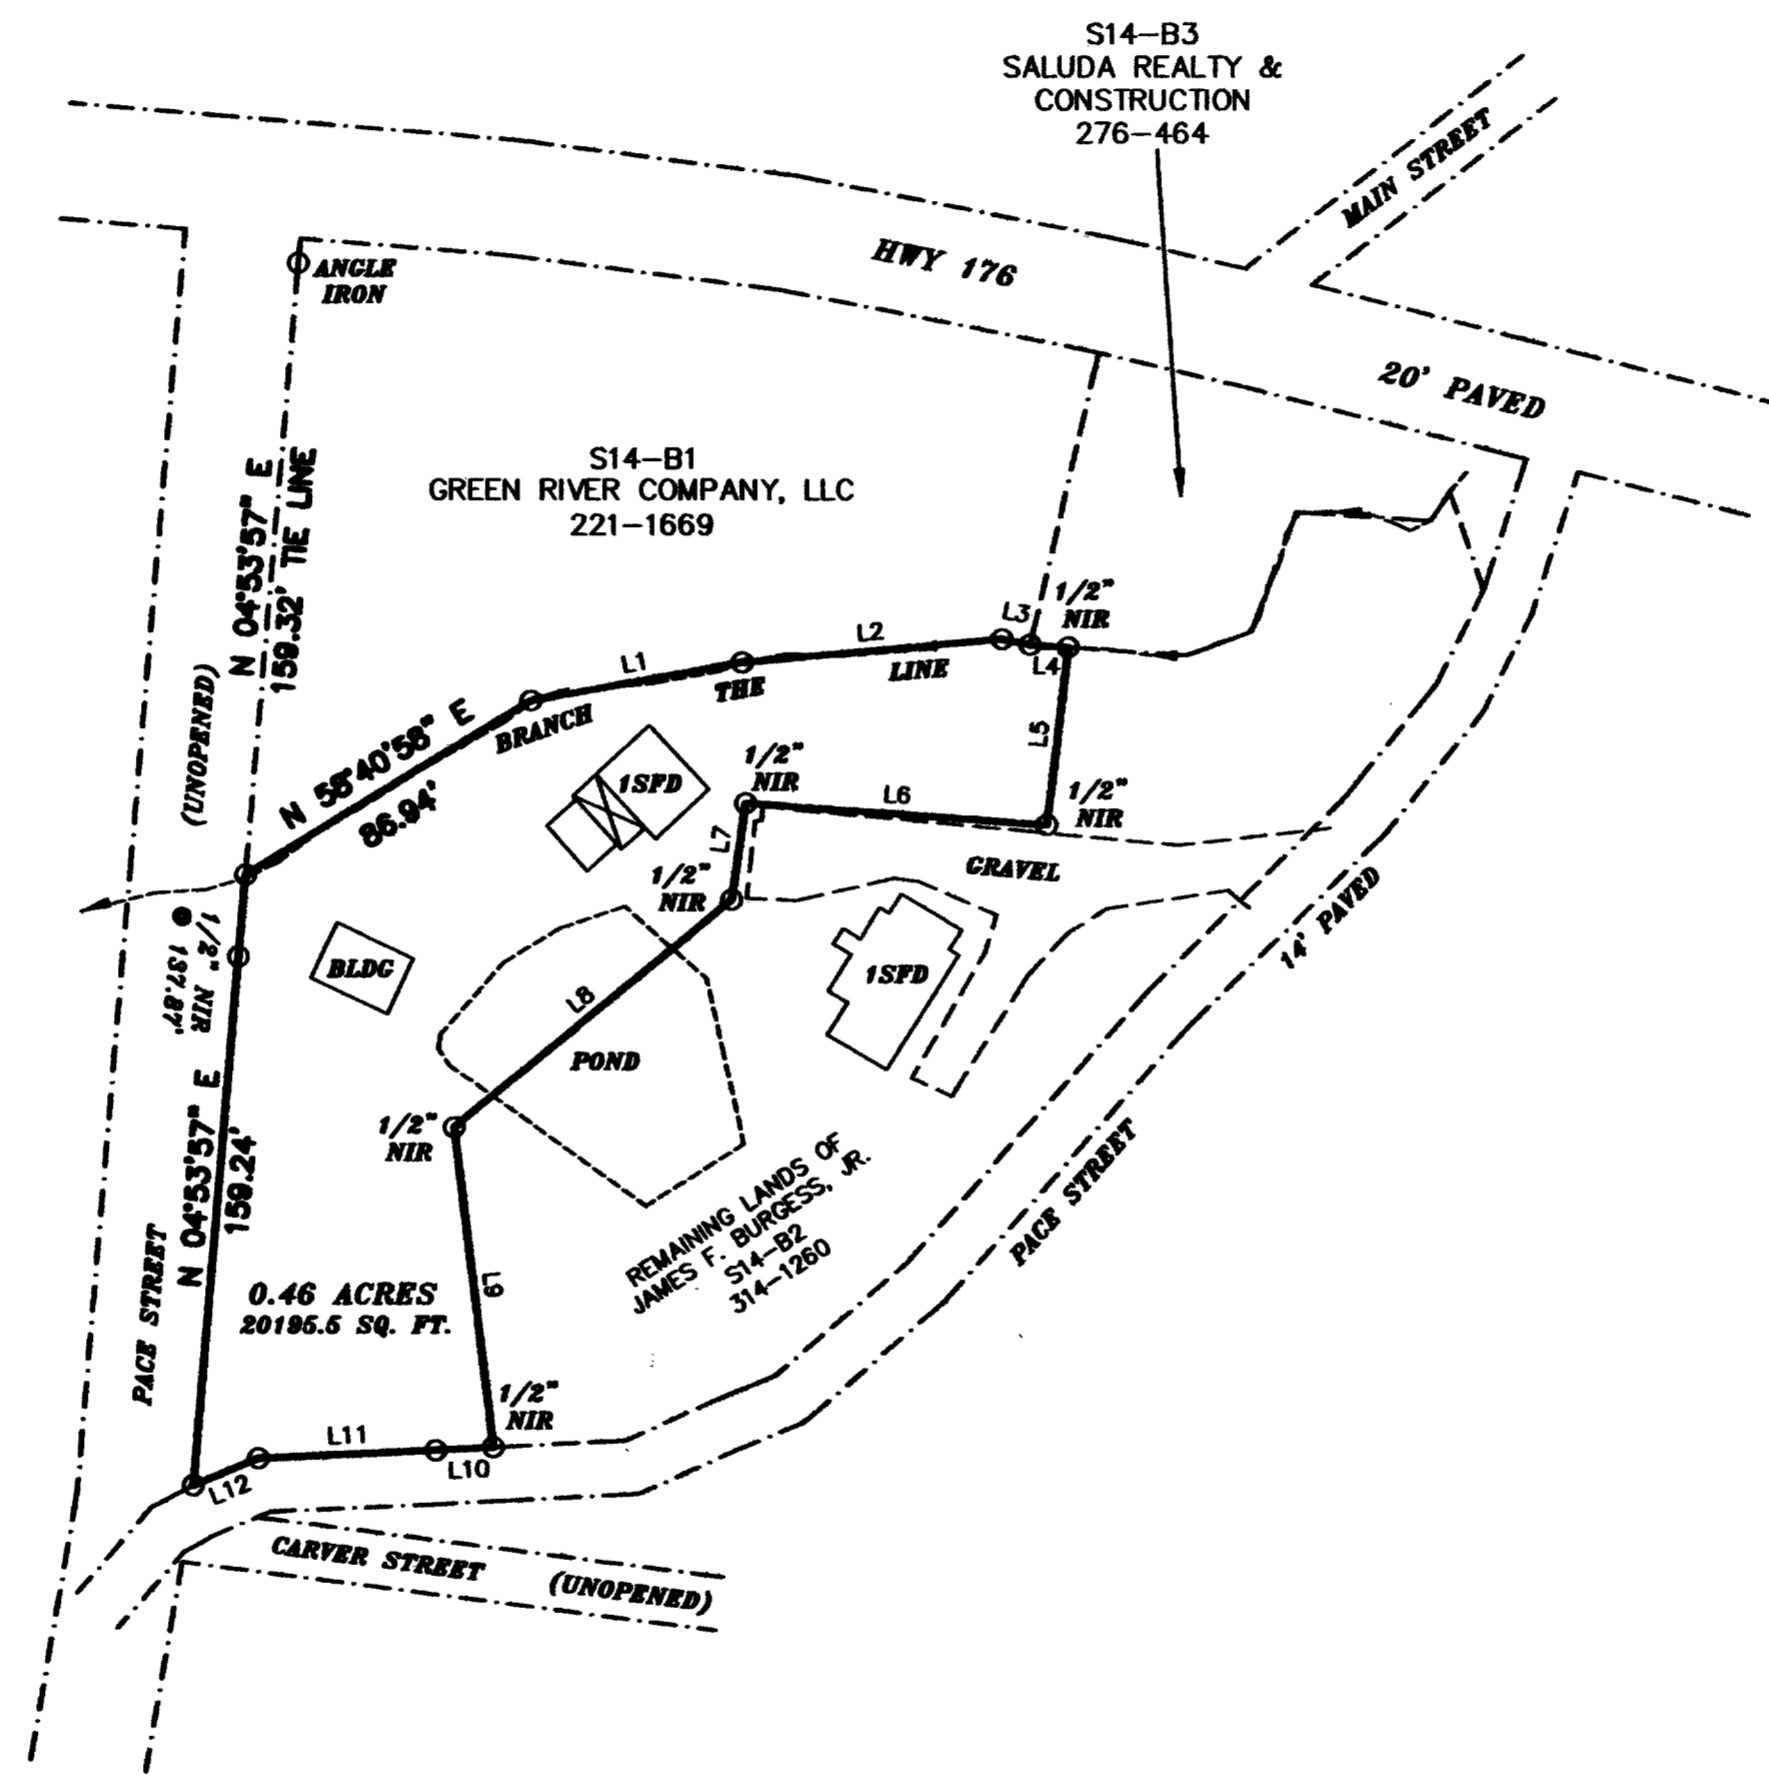 S14-B3
SALUDA REALTY &
CONSTRUCTION
276-464
MAIN STREET
HWY 176
ANGLE
IRON
20' PAVED
S14-B1
GREEN RIVER COMPANY, LLC
221-1669
N 04°53'57" E
159.32' TIE LINE
(UNOPENED)
1/2"
NIR
L3
L4
L2
L1
BRANCH
THE
LINE
N 58°40'58" E
86.94'
L5
1SFD
1/2"
NIR
L6
1/2"
NIR
L7
1/2"
NIR
GRAVEL
14' PAVED
1/2" NIR @
137.87'
BLDG
L8
1SFD
POND
1/2"
NIR
N 04°53'57" E
159.24'
PACE STREET
REMAINING LANDS OF
JAMES F. BURGESS, JR.
S14-B2
314-1260
PACE STREET
L9
0.46 ACRES
20195.5 SQ. FT.
1/2"
NIR
L11
L10
L12
CARVER STREET (UNOPENED)